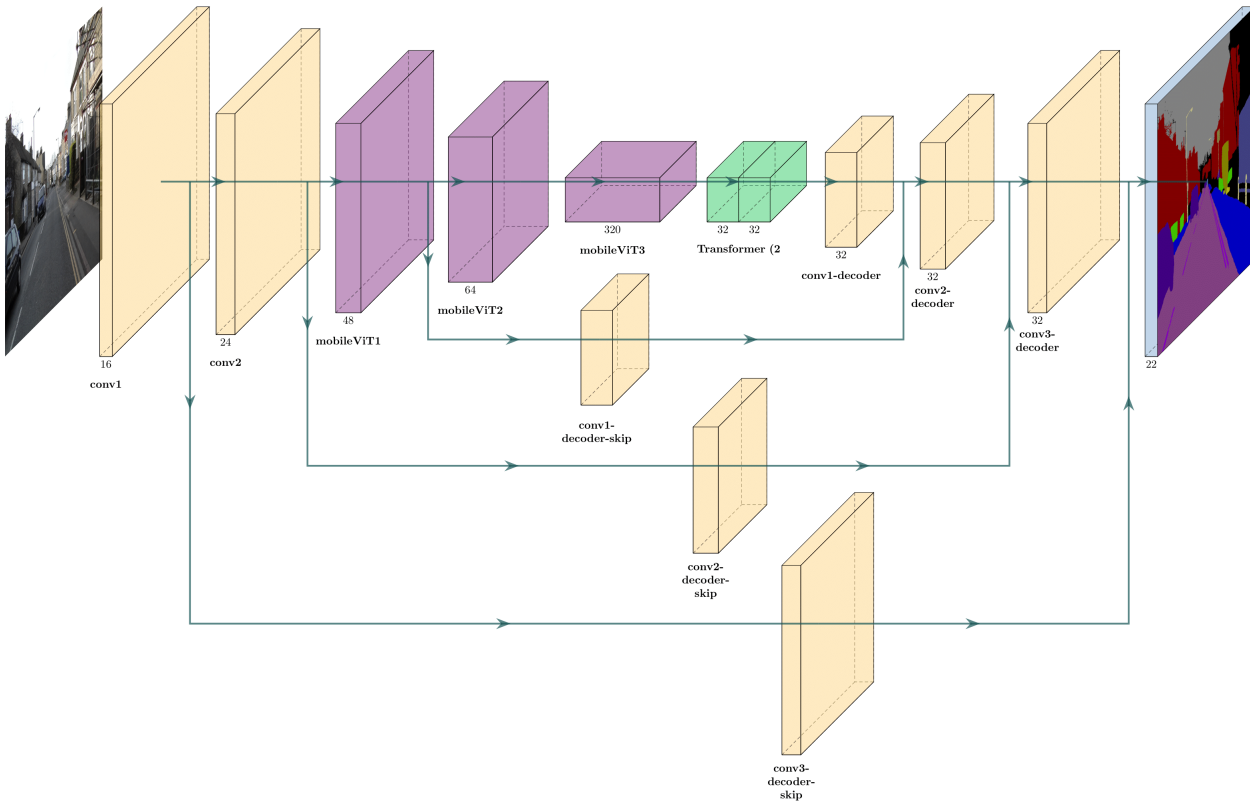 16
conv1
24
conv2
48
mobileViT1
64
mobileViT2
320
mobileViT3
32
32
Transformer (2
32
conv1-decoder
32
conv2-
decoder
32
conv3-
decoder
22
conv1-
decoder-skip
conv2-
decoder-
skip
conv3-
decoder-
skip